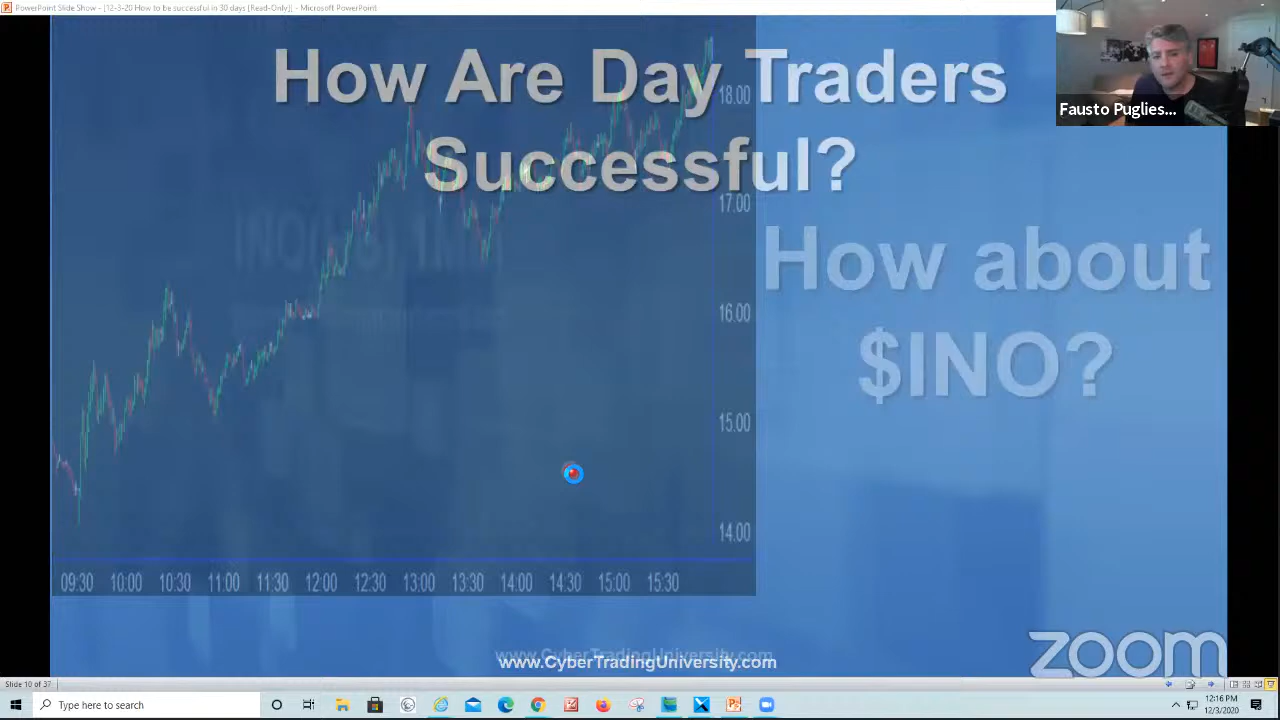 PowerPoint Slide Show - [12-3-20 How to be successful in 30 days [Read-Only]] - Microsoft PowerPoint
Fausto Puglies...
How Are Day Traders
Successful?
How about
$INO?
18.00
17.00
16.00
15.00
14.00
09:30 10:00 10:30 11:00 11:30 12:00 12:30 13:00 13:30 14:00 14:30 15:00 15:30
www.CyberTradingUniversity.com
www.CyberTradingUniversity.com
zoom
Slide 10 of 37
Type here to search
12:16 PM
12/3/2020